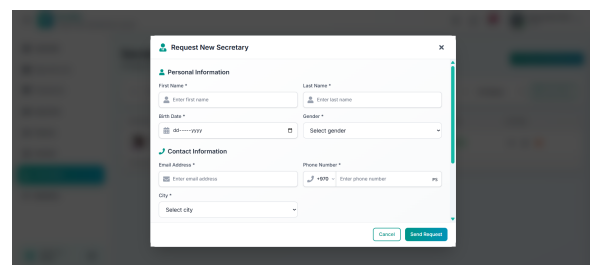 Request New Secretary
Personal Information
First Name * Last Name *
Enter first name Enter last name
Birth Date * Gender *
dd----yyyy Select gender
Contact Information
Email Address * Phone Number *
Enter email address +970 Enter phone number PS
City *
Select city
Cancel Send Request